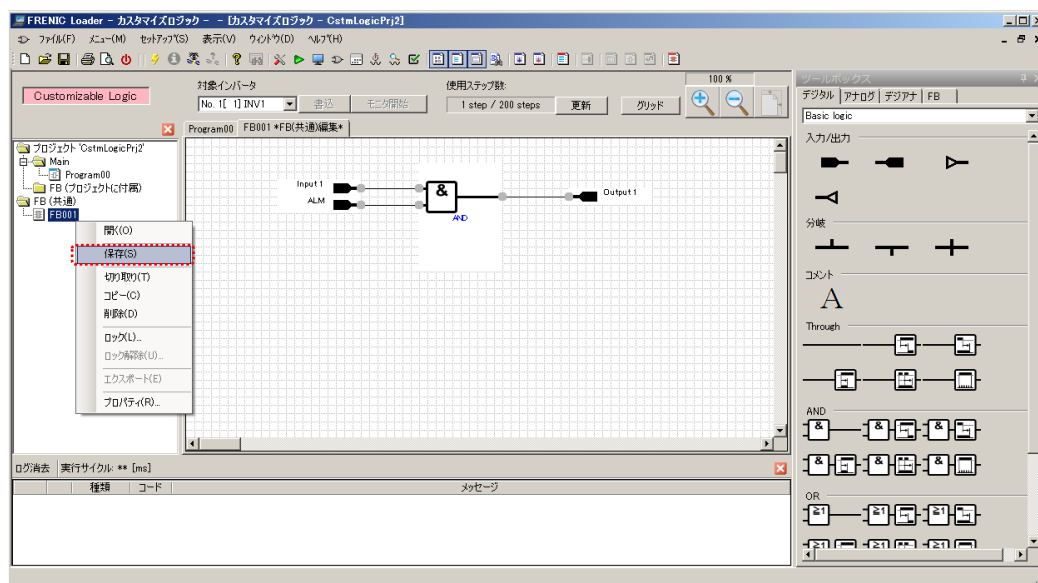 FRENIC Loader - カスタマイズロジック - - [カスタマイズロジック - CstmLogicPrj2]
ファイル(F) メニュー(M) セットアップ(S) 表示(V) ウィンドウ(D) ヘルプ(H)
Customizable Logic
対象インバータ
No. 1[ 1] INV1
書込
モニタ開始
使用ステップ数:
1 step / 200 steps
更新
グリッド
100 %
Program00
FB001 *FB(共通)編集*
プロジェクト 'CstmLogicPrj2'
Main
Program00
FB (プロジェクトに付属)
FB (共通)
FB001
開く(O)
保存(S)
切り取り(T)
コピー(C)
削除(D)
ロック(L)...
ロック解除(U)...
エクスポート(E)
プロパティ(R)...
Input1
ALM
&
AND
Output1
ツールボックス
デジタル アナログ デジアナ FB
Basic logic
入力/出力
分岐
コメント
A
Through
AND
& & &
& & &
OR
≧1 ≧1 ≧1
≧1 ≧1 ≧1
ログ消去 実行サイクル: ** [ms]
種類 コード メッセージ